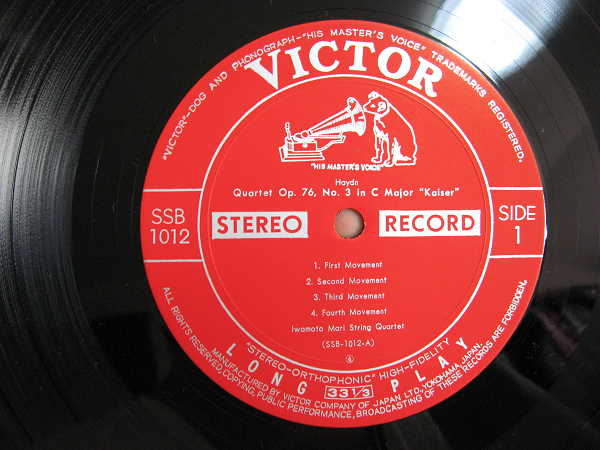 "VICTOR"—DOG AND PHONOGRAPH—"HIS MASTER'S VOICE" TRADEMARKS REGISTERED.
VICTOR
"HIS MASTER'S VOICE"
Haydn
Quartet Op. 76, No. 3 in C Major "Kaiser"
SSB
1012
STEREO
RECORD
SIDE
1
1. First Movement
2. Second Movement
3. Third Movement
4. Fourth Movement
Iwamoto Mari String Quartet
(SSB-1012-A)
"STEREO-ORTHOPHONIC" HIGH-FIDELITY
LONG 33 1/3 PLAY
MANUFACTURED BY VICTOR COMPANY OF JAPAN LTD., YOKOHAMA, JAPAN.
ALL RIGHTS RESERVED, COPYING, PUBLIC PERFORMANCE, BROADCASTING OF THESE RECORDS ARE FORBIDDEN.